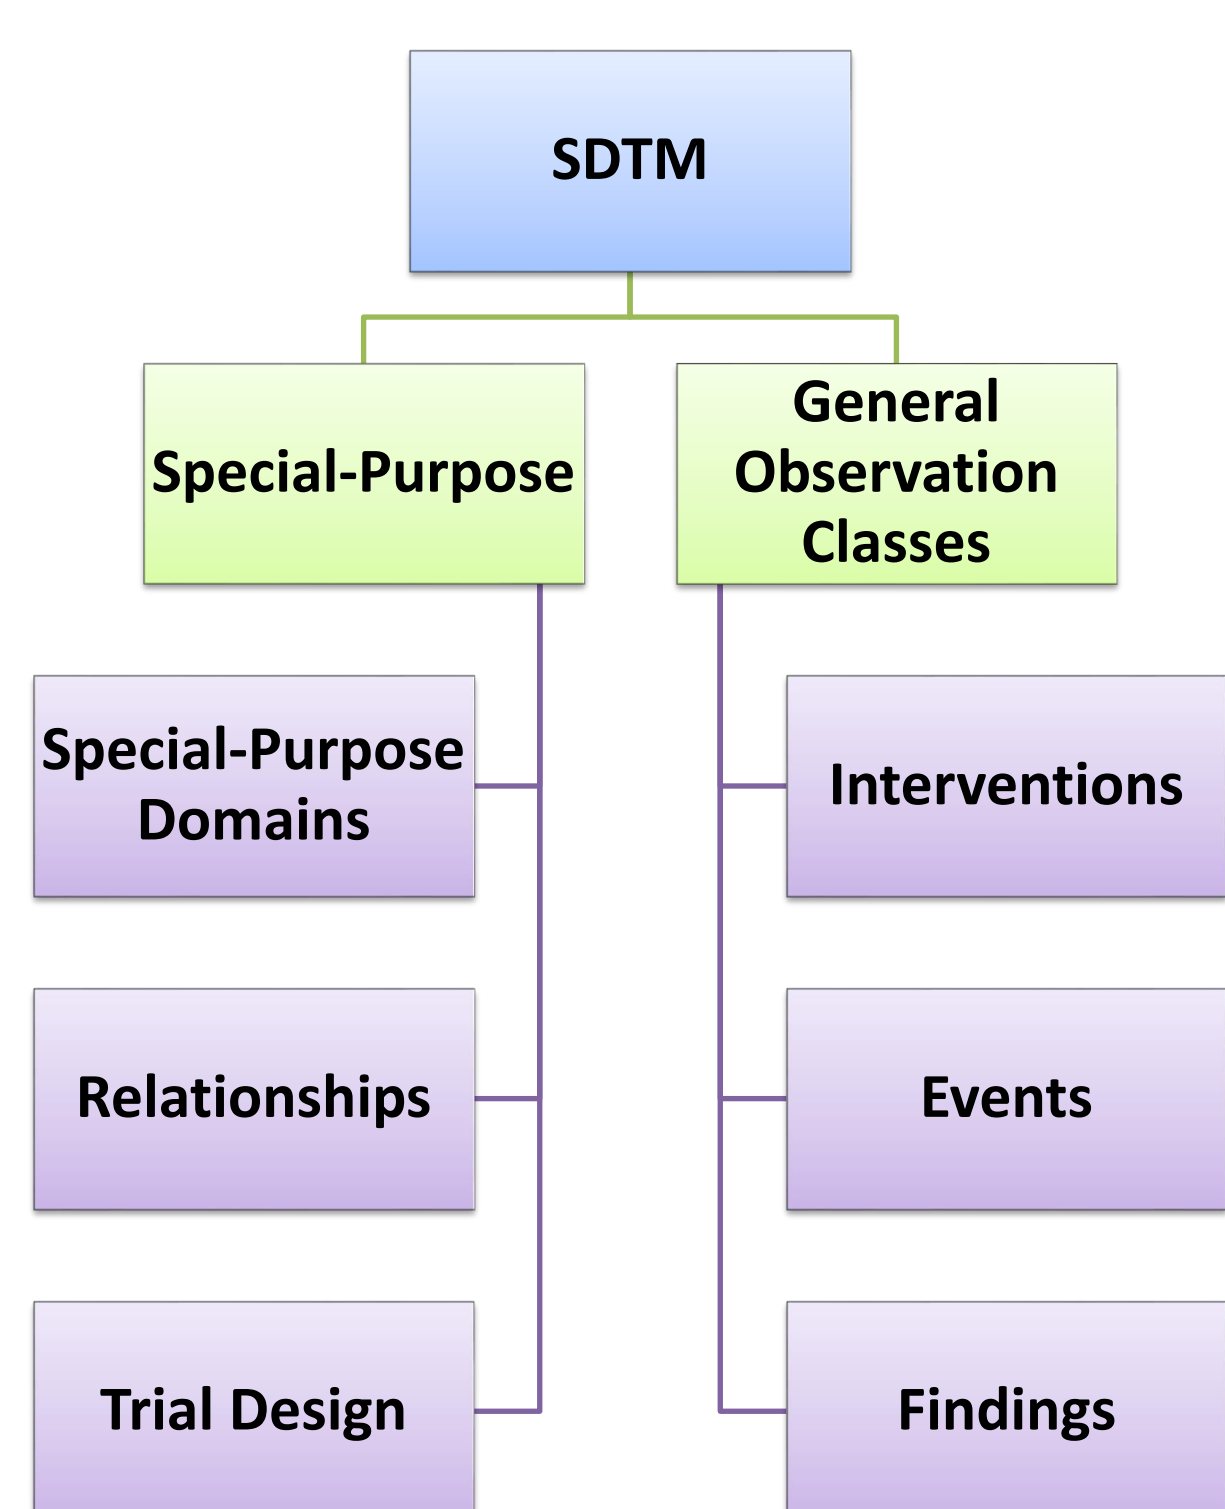 SDTM
Special-Purpose
General
Observation
Classes
Special-Purpose
Domains
Interventions
Relationships
Events
Trial Design
Findings